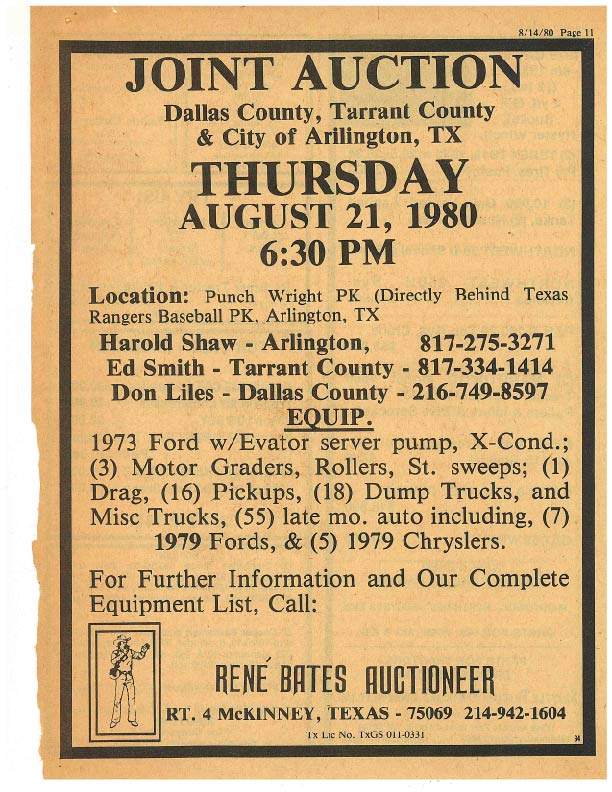 8/14/80 Page 11
JOINT AUCTION
Dallas County, Tarrant County
& City of Arilington, TX
THURSDAY
AUGUST 21, 1980
6:30 PM
Location: Punch Wright PK (Directly Behind Texas
Rangers Baseball PK, Arlington, TX
Harold Shaw - Arlington, 817-275-3271
Ed Smith - Tarrant County - 817-334-1414
Don Liles - Dallas County - 216-749-8597
EQUIP.
1973 Ford w/Evator server pump, X-Cond.;
(3) Motor Graders, Rollers, St. sweeps; (1)
Drag, (16) Pickups, (18) Dump Trucks, and
Misc Trucks, (55) late mo. auto including, (7)
1979 Fords, & (5) 1979 Chryslers.
For Further Information and Our Complete
Equipment List, Call:
RENÉ BATES AUCTIONEER
RT. 4 McKINNEY, TEXAS - 75069 214-942-1604
Tx Lic No. TxGS 011-0331